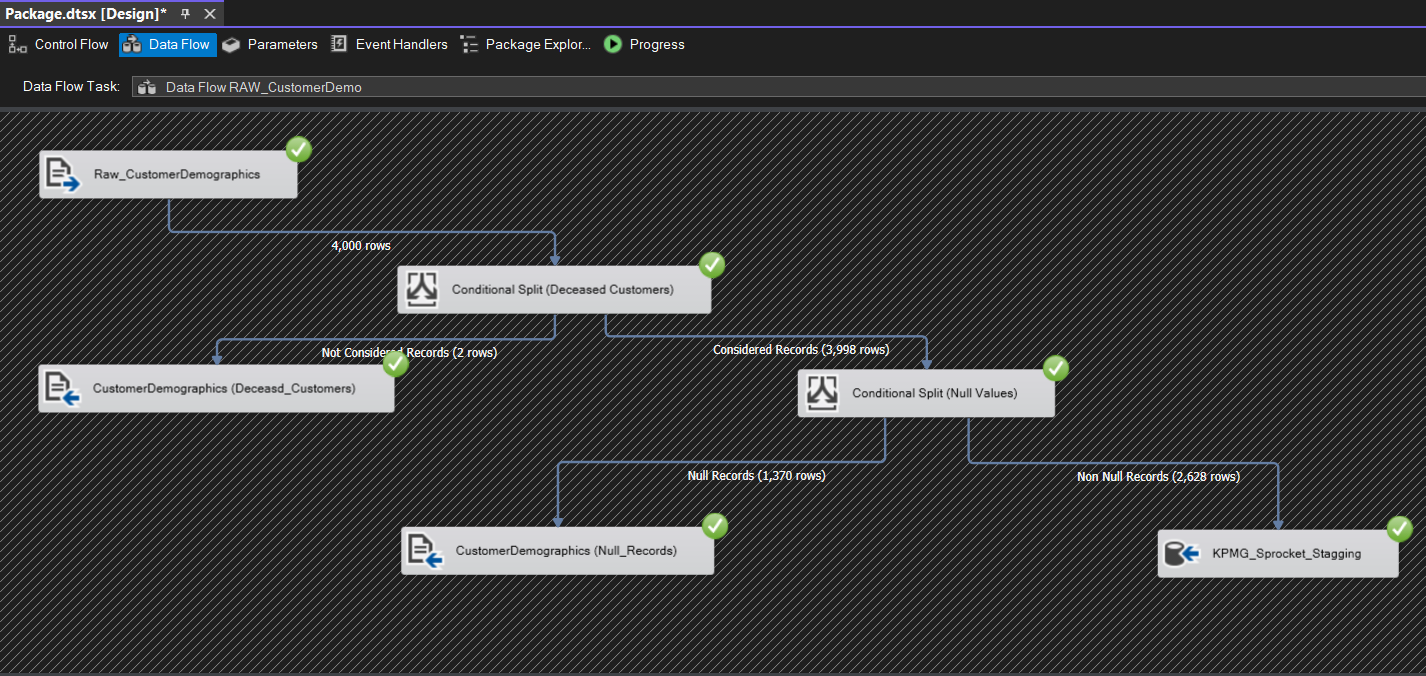 Package.dtsx [Design]*
Control Flow
Data Flow
Parameters
Event Handlers
Package Explor...
Progress
Data Flow Task:
Data Flow RAW_CustomerDemo
Raw_CustomerDemographics
4,000 rows
Conditional Split (Deceased Customers)
Not Considered Records (2 rows)
Considered Records (3,998 rows)
CustomerDemographics (Deceasd_Customers)
Conditional Split (Null Values)
Null Records (1,370 rows)
Non Null Records (2,628 rows)
CustomerDemographics (Null_Records)
KPMG_Sprocket_Stagging